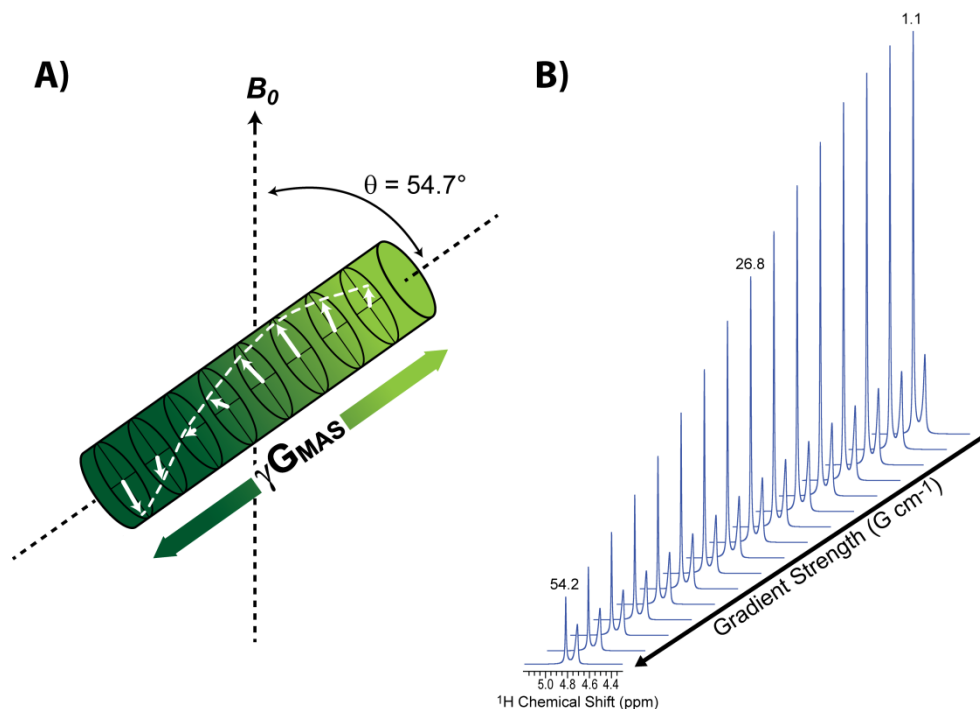 A)
B₀
θ = 54.7°
γGMAS
B)
1.1
26.8
54.2
Gradient Strength (G cm⁻¹)
5.0 4.8 4.6 4.4
¹H Chemical Shift (ppm)